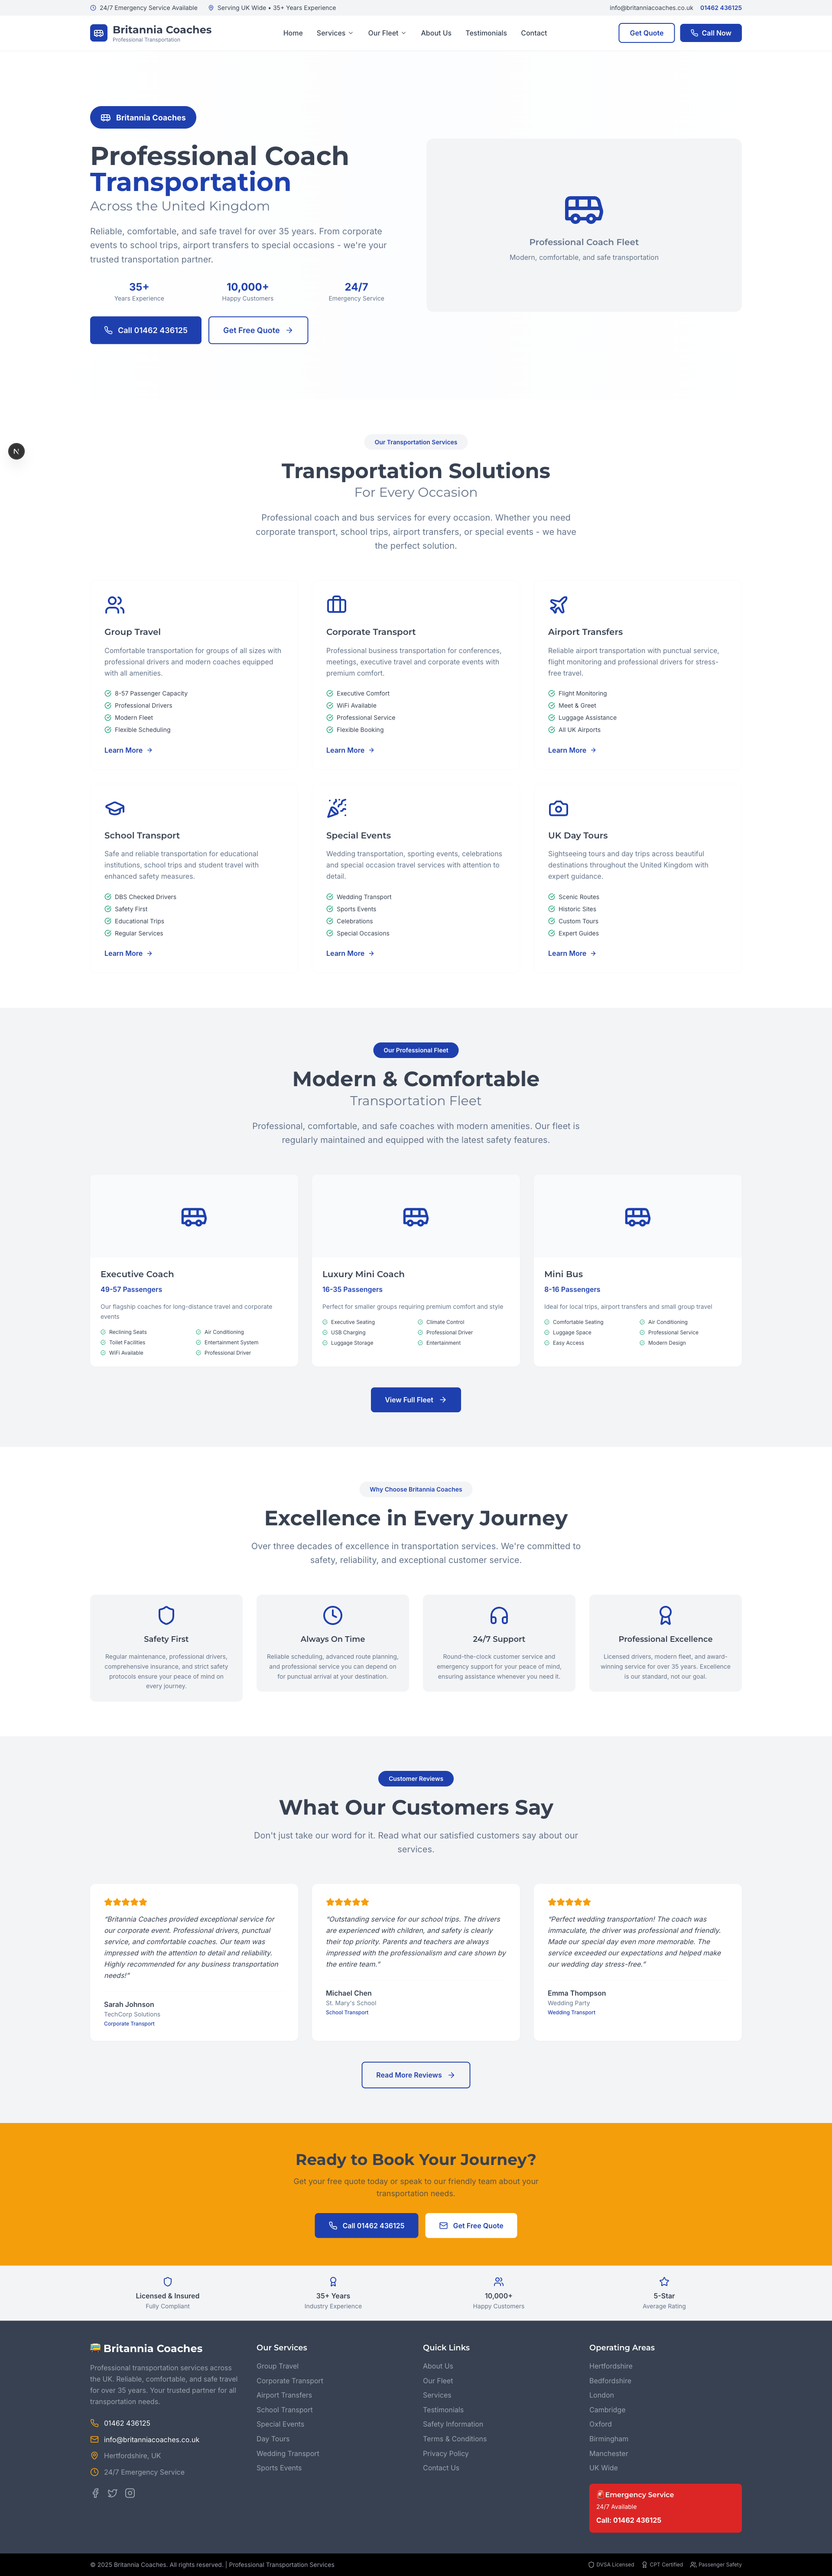 24/7 Emergency Service Available
Serving UK Wide • 35+ Years Experience
info@britanniacoaches.co.uk
01462 436125
Britannia Coaches
Professional Transportation
Home
Services
Our Fleet
About Us
Testimonials
Contact
Get Quote
Call Now
Britannia Coaches
Professional Coach
Transportation
Across the United Kingdom
Reliable, comfortable, and safe travel for over 35 years. From corporate
events to school trips, airport transfers to special occasions - we're your
trusted transportation partner.
35+
Years Experience
10,000+
Happy Customers
24/7
Emergency Service
Call 01462 436125
Get Free Quote
Professional Coach Fleet
Modern, comfortable, and safe transportation
N
Our Transportation Services
Transportation Solutions
For Every Occasion
Professional coach and bus services for every occasion. Whether you need
corporate transport, school trips, airport transfers, or special events - we have
the perfect solution.
Group Travel
Comfortable transportation for groups of all sizes with
professional drivers and modern coaches equipped
with all amenities.
8-57 Passenger Capacity
Professional Drivers
Modern Fleet
Flexible Scheduling
Learn More
Corporate Transport
Professional business transportation for conferences,
meetings, executive travel and corporate events with
premium comfort.
Executive Comfort
WiFi Available
Professional Service
Flexible Booking
Learn More
Airport Transfers
Reliable airport transportation with punctual service,
flight monitoring and professional drivers for stress-
free travel.
Flight Monitoring
Meet & Greet
Luggage Assistance
All UK Airports
Learn More
School Transport
Safe and reliable transportation for educational
institutions, school trips and student travel with
enhanced safety measures.
DBS Checked Drivers
Safety First
Educational Trips
Regular Services
Learn More
Special Events
Wedding transportation, sporting events, celebrations
and special occasion travel services with attention to
detail.
Wedding Transport
Sports Events
Celebrations
Special Occasions
Learn More
UK Day Tours
Sightseeing tours and day trips across beautiful
destinations throughout the United Kingdom with
expert guidance.
Scenic Routes
Historic Sites
Custom Tours
Expert Guides
Learn More
Our Professional Fleet
Modern & Comfortable
Transportation Fleet
Professional, comfortable, and safe coaches with modern amenities. Our fleet is
regularly maintained and equipped with the latest safety features.
Executive Coach
49-57 Passengers
Our flagship coaches for long-distance travel and corporate
events
Reclining Seats
Air Conditioning
Toilet Facilities
Entertainment System
WiFi Available
Professional Driver
Luxury Mini Coach
16-35 Passengers
Perfect for smaller groups requiring premium comfort and style
Executive Seating
Climate Control
USB Charging
Professional Driver
Luggage Storage
Entertainment
Mini Bus
8-16 Passengers
Ideal for local trips, airport transfers and small group travel
Comfortable Seating
Air Conditioning
Luggage Space
Professional Service
Easy Access
Modern Design
View Full Fleet
Why Choose Britannia Coaches
Excellence in Every Journey
Over three decades of excellence in transportation services. We're committed to
safety, reliability, and exceptional customer service.
Safety First
Regular maintenance, professional drivers,
comprehensive insurance, and strict safety
protocols ensure your peace of mind on
every journey.
Always On Time
Reliable scheduling, advanced route planning,
and professional service you can depend on
for punctual arrival at your destination.
24/7 Support
Round-the-clock customer service and
emergency support for your peace of mind,
ensuring assistance whenever you need it.
Professional Excellence
Licensed drivers, modern fleet, and award-
winning service for over 35 years. Excellence
is our standard, not our goal.
Customer Reviews
What Our Customers Say
Don't just take our word for it. Read what our satisfied customers say about our
services.
"Britannia Coaches provided exceptional service for
our corporate event. Professional drivers, punctual
service, and comfortable coaches. Our team was
impressed with the attention to detail and reliability.
Highly recommended for any business transportation
needs!"
Sarah Johnson
TechCorp Solutions
Corporate Transport
"Outstanding service for our school trips. The drivers
are experienced with children, and safety is clearly
their top priority. Parents and teachers are always
impressed with the professionalism and care shown by
the entire team."
Michael Chen
St. Mary's School
School Transport
"Perfect wedding transportation! The coach was
immaculate, the driver was professional and friendly.
Made our special day even more memorable. The
service exceeded our expectations and helped make
our wedding day stress-free."
Emma Thompson
Wedding Party
Wedding Transport
Read More Reviews
Ready to Book Your Journey?
Get your free quote today or speak to our friendly team about your
transportation needs.
Call 01462 436125
Get Free Quote
Licensed & Insured
Fully Compliant
35+ Years
Industry Experience
10,000+
Happy Customers
5-Star
Average Rating
Britannia Coaches
Professional transportation services across
the UK. Reliable, comfortable, and safe travel
for over 35 years. Your trusted partner for all
transportation needs.
01462 436125
info@britanniacoaches.co.uk
Hertfordshire, UK
24/7 Emergency Service
Our Services
Group Travel
Corporate Transport
Airport Transfers
School Transport
Special Events
Day Tours
Wedding Transport
Sports Events
Quick Links
About Us
Our Fleet
Services
Testimonials
Safety Information
Terms & Conditions
Privacy Policy
Contact Us
Operating Areas
Hertfordshire
Bedfordshire
London
Cambridge
Oxford
Birmingham
Manchester
UK Wide
Emergency Service
24/7 Available
Call: 01462 436125
© 2025 Britannia Coaches. All rights reserved. | Professional Transportation Services
DVSA Licensed
CPT Certified
Passenger Safety